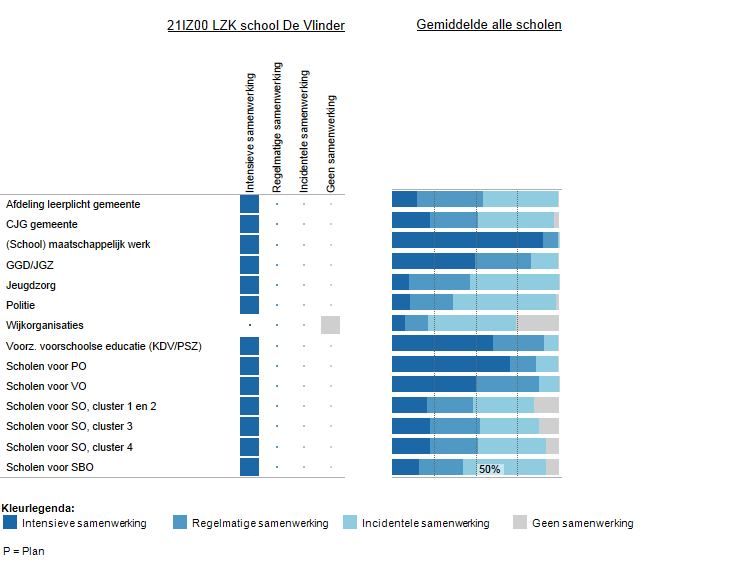 21IZ00 LZK school De Vlinder
Gemiddelde alle scholen
Intensieve samenwerking
Regelmatige samenwerking
Incidentele samenwerking
Geen samenwerking
Afdeling leerplicht gemeente
CJG gemeente
(School) maatschappelijk werk
GGD/JGZ
Jeugdzorg
Politie
Wijkorganisaties
Voorz. voorschoolse educatie (KDV/PSZ)
Scholen voor PO
Scholen voor VO
Scholen voor SO, cluster 1 en 2
Scholen voor SO, cluster 3
Scholen voor SO, cluster 4
Scholen voor SBO
50%
Kleurlegenda:
Intensieve samenwerking
Regelmatige samenwerking
Incidentele samenwerking
Geen samenwerking
P = Plan